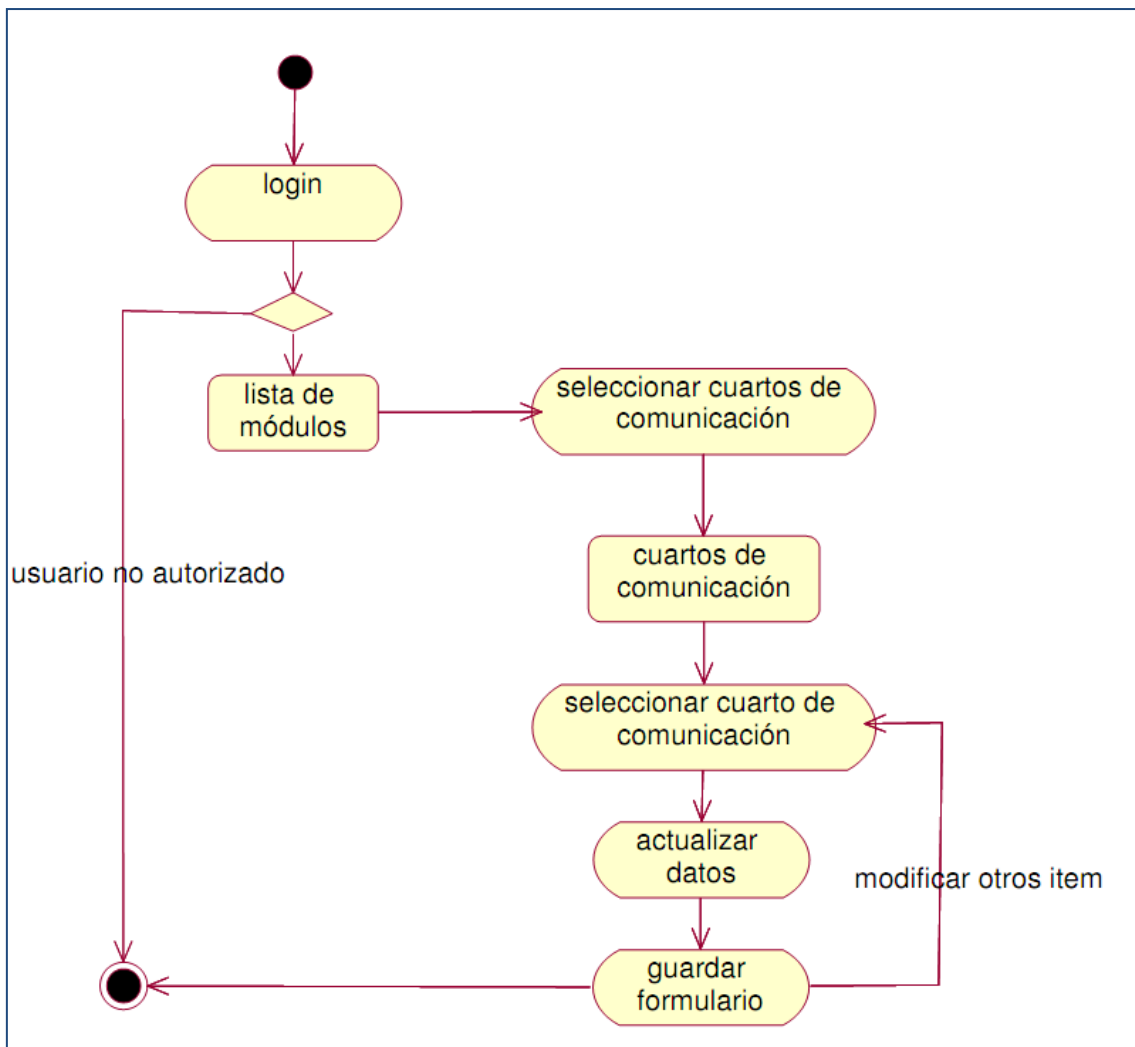 login
lista de
módulos
seleccionar cuartos de
comunicación
cuartos de
comunicación
usuario no autorizado
seleccionar cuarto de
comunicación
actualizar
datos
modificar otros item
guardar
formulario